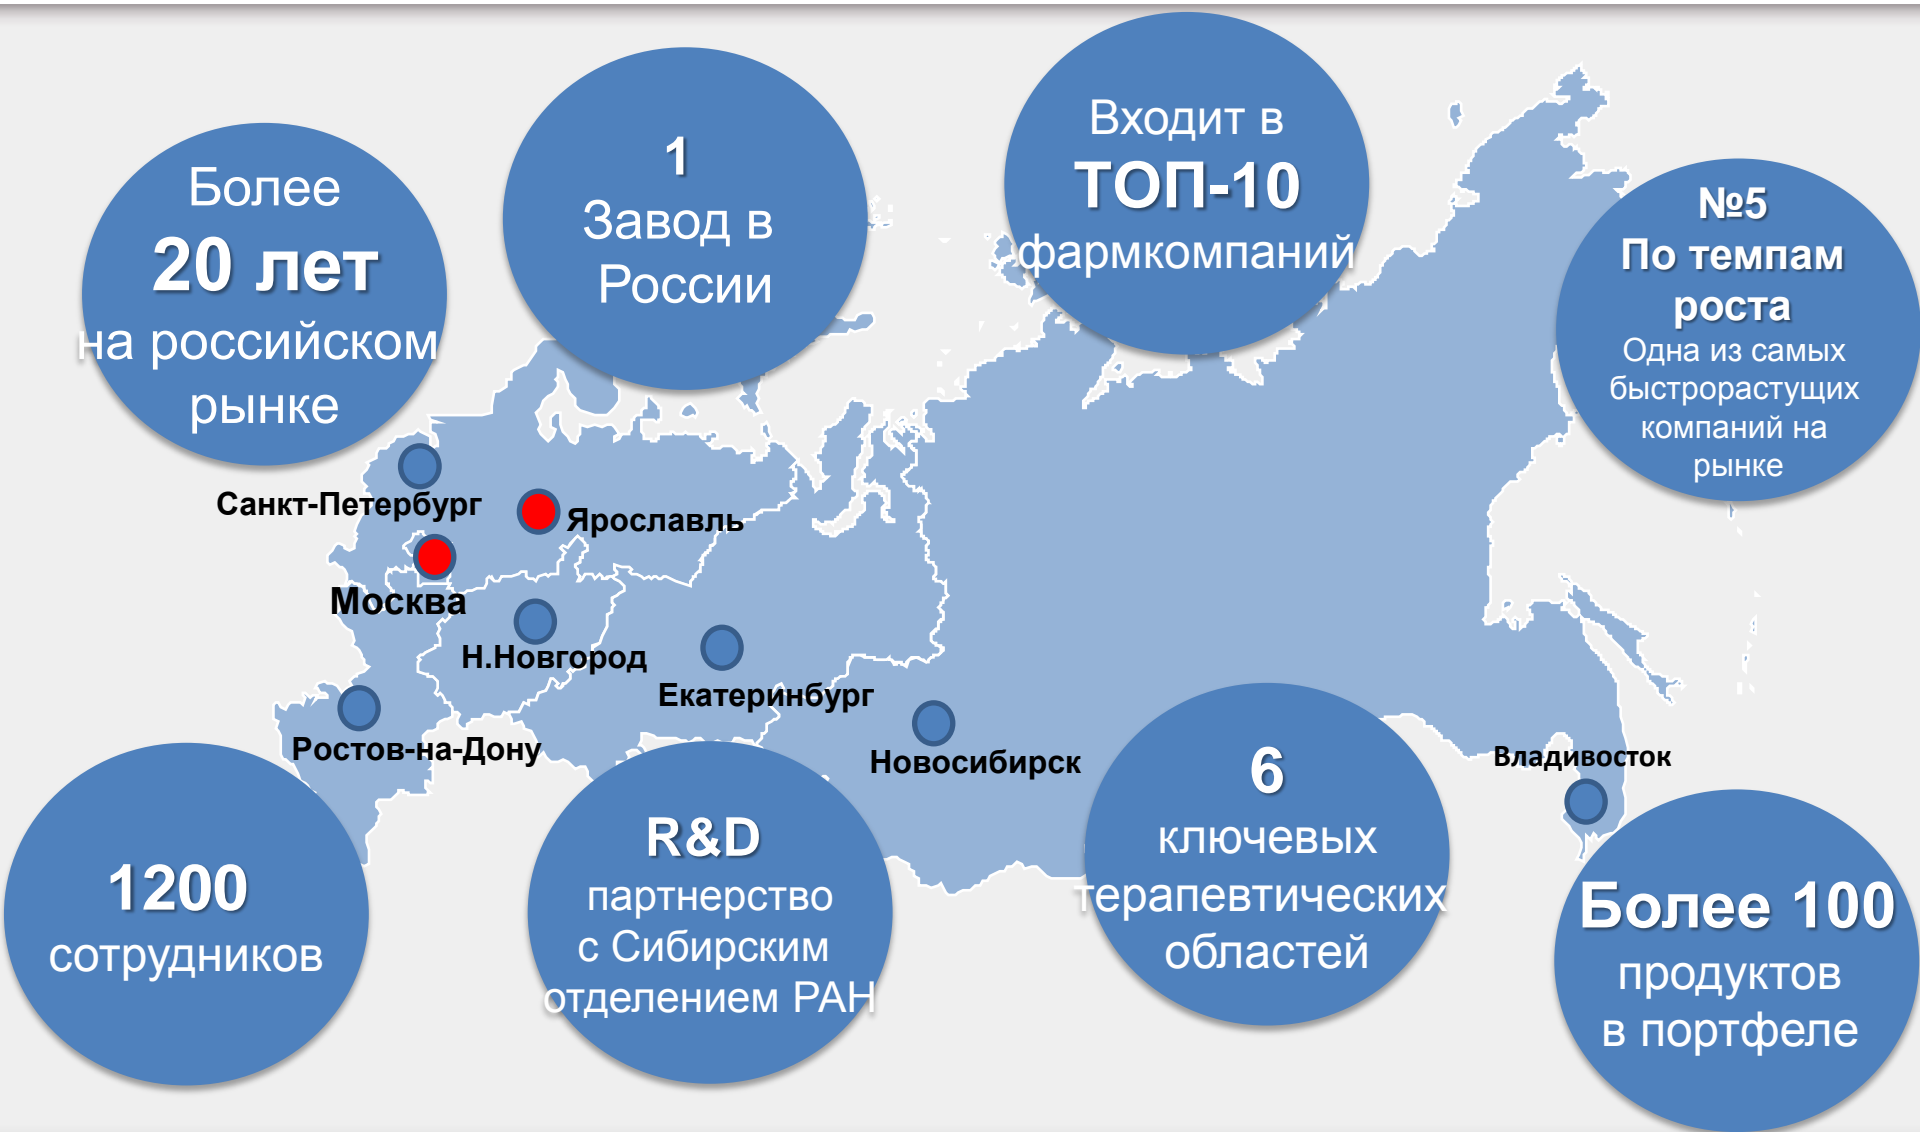 Более
20 лет
на российском
рынке
1
Завод в
России
Входит в
ТОП-10
фармкомпаний
№5
По темпам
роста
Одна из самых
быстрорастущих
компаний на
рынке
Санкт-Петербург
Ярославль
Москва
Н.Новгород
Екатеринбург
Ростов-на-Дону
Новосибирск
Владивосток
1200
сотрудников
R&D
партнерство
с Сибирским
отделением РАН
6
ключевых
терапевтических
областей
Более 100
продуктов
в портфеле